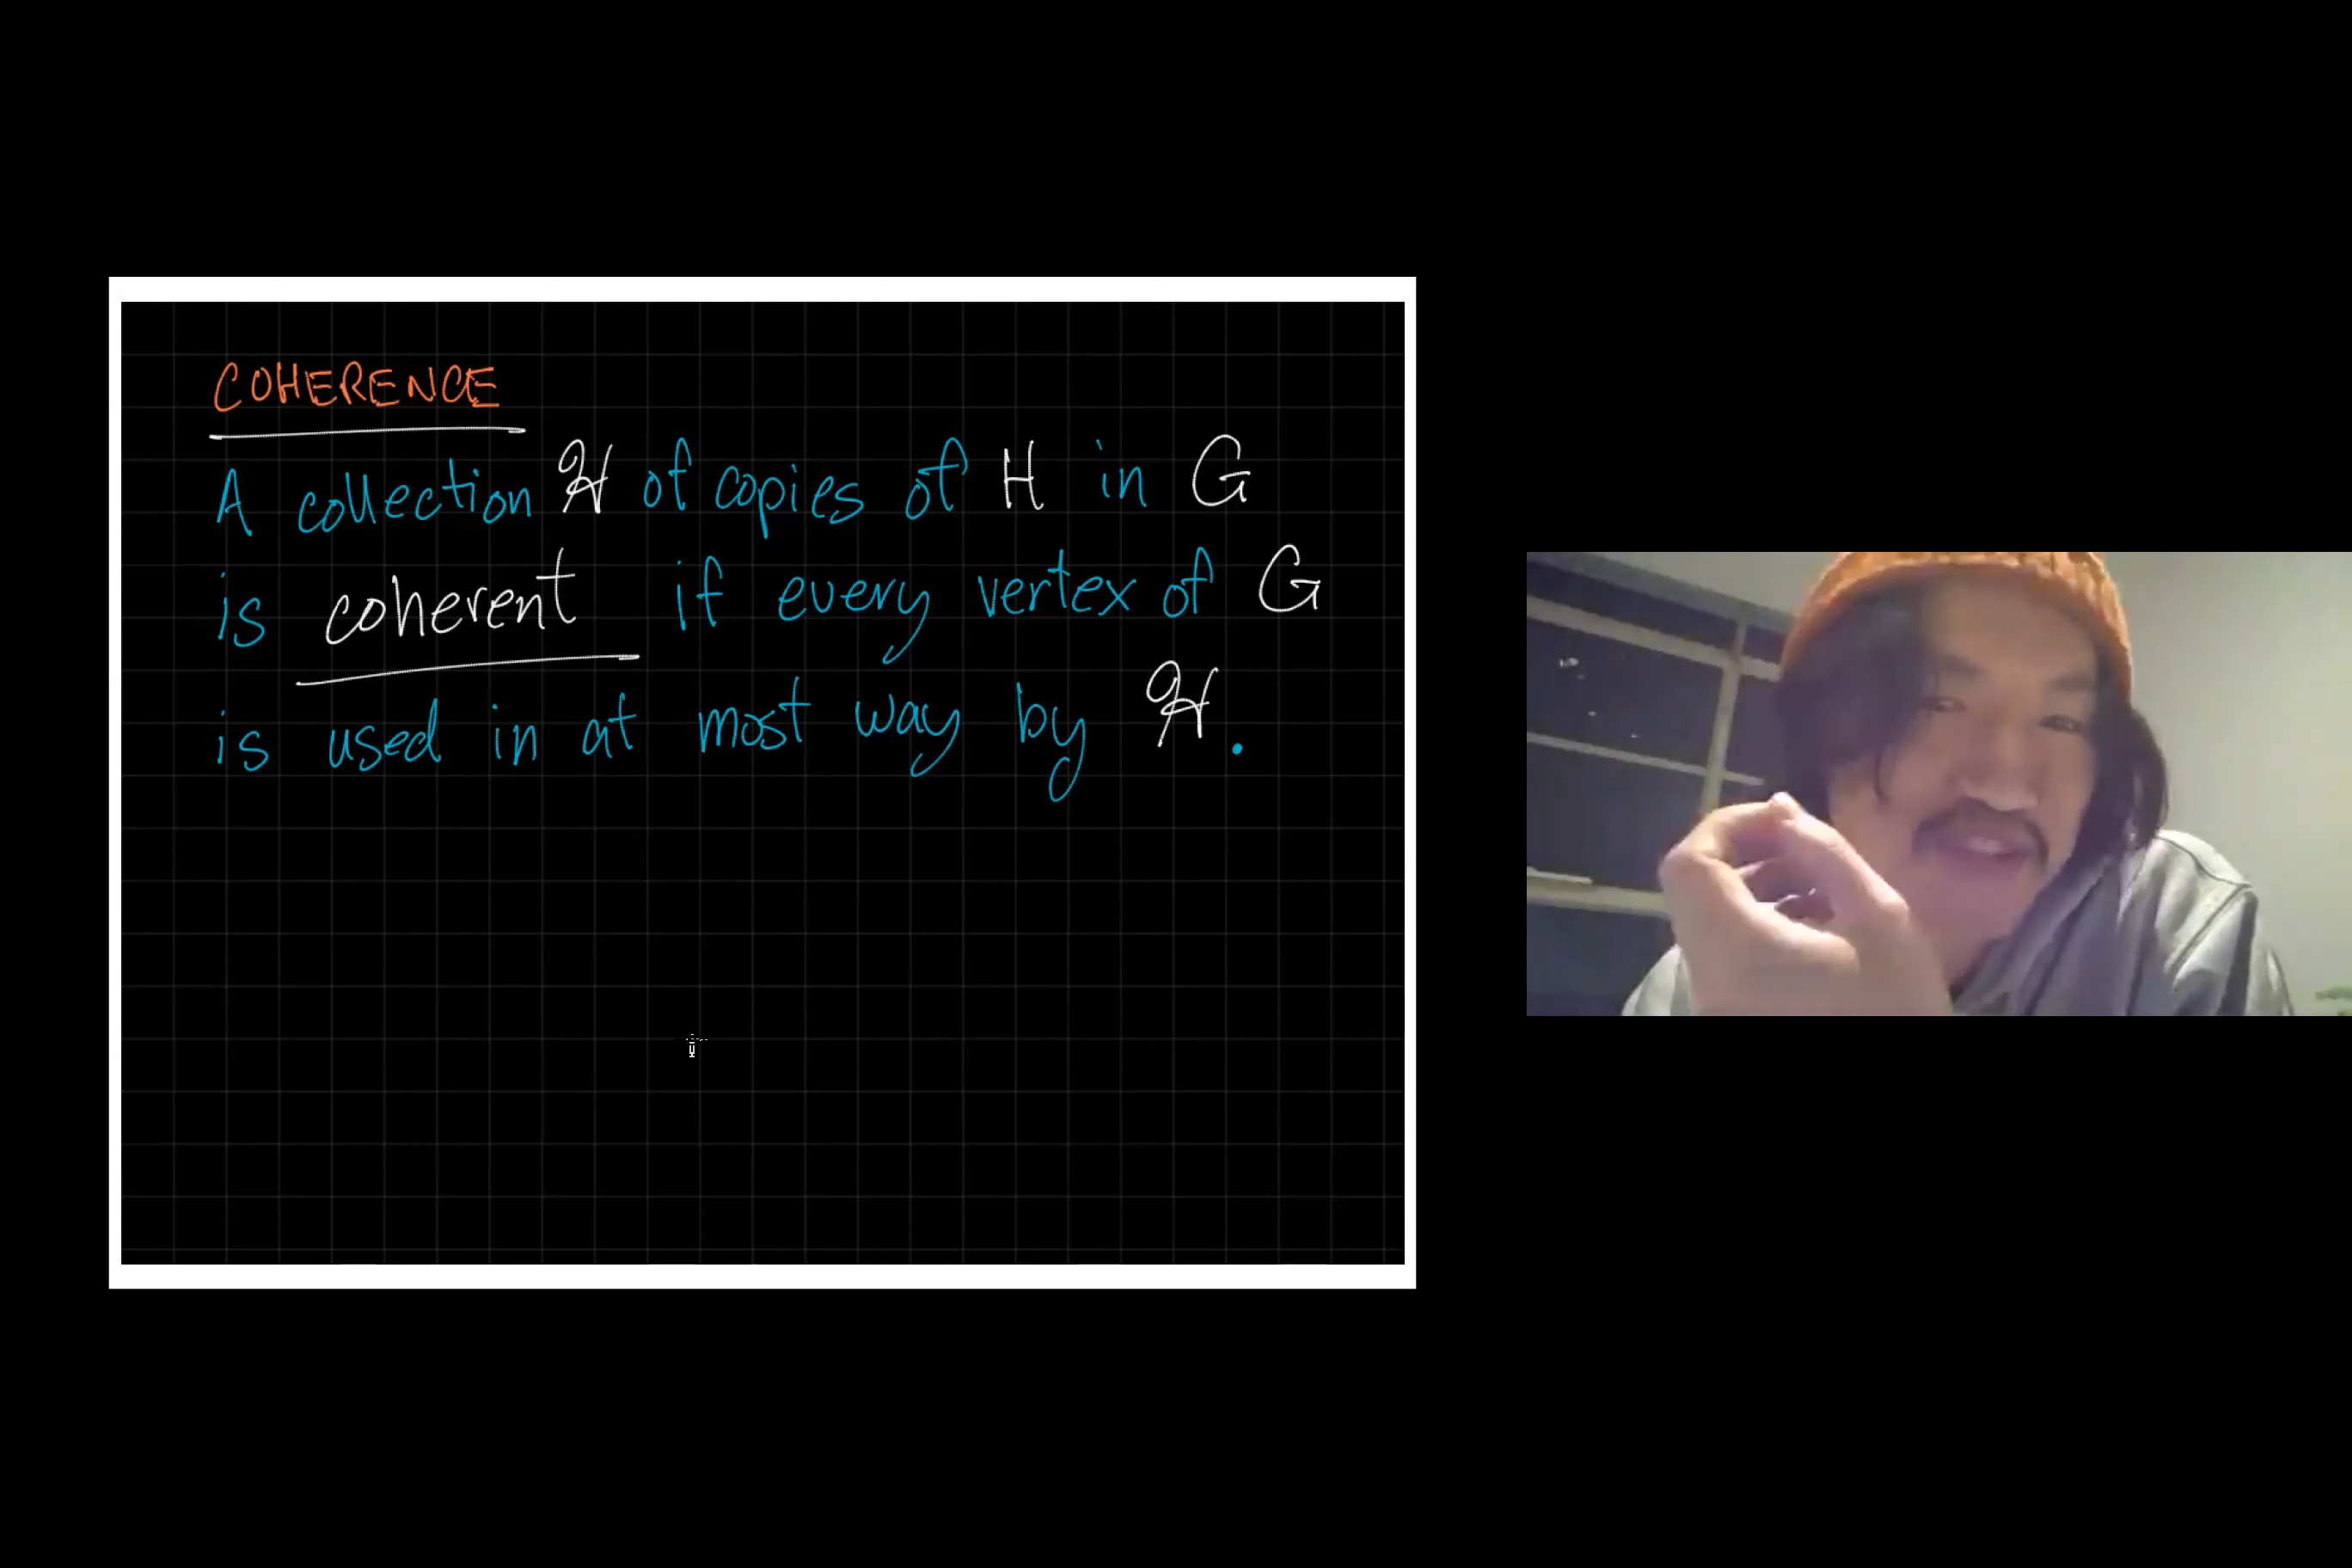 COHERENCE
A collection ℋ of copies of H in G
is coherent if every vertex of G
is used in at most way by ℋ.